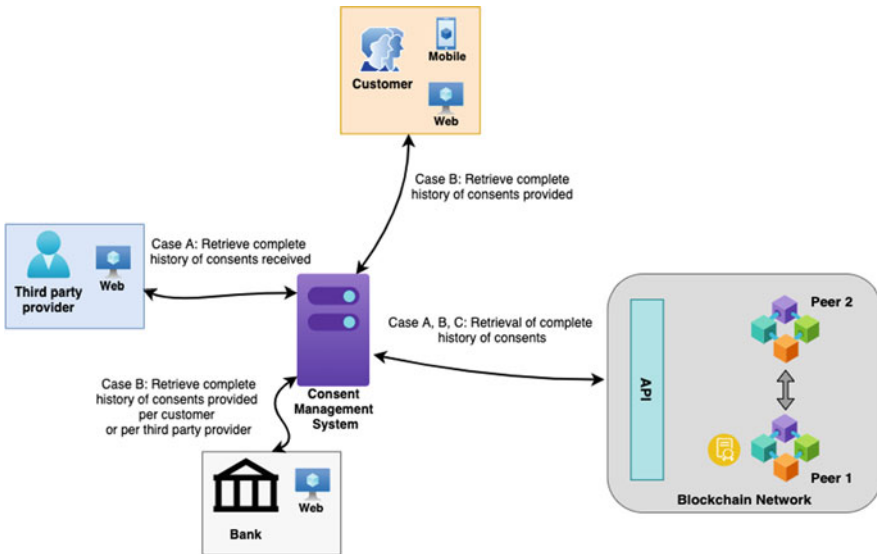 Mobile
Customer
Web
Case B: Retrieve complete
history of consents provided
Case A: Retrieve complete
history of consents received
Third party
provider
Web
Case A, B, C: Retrieval of complete
history of consents
Peer 2
API
Case B: Retrieve complete
history of consents provided
per customer
or per third party provider
Consent
Management
System
Peer 1
Blockchain Network
Web
Bank